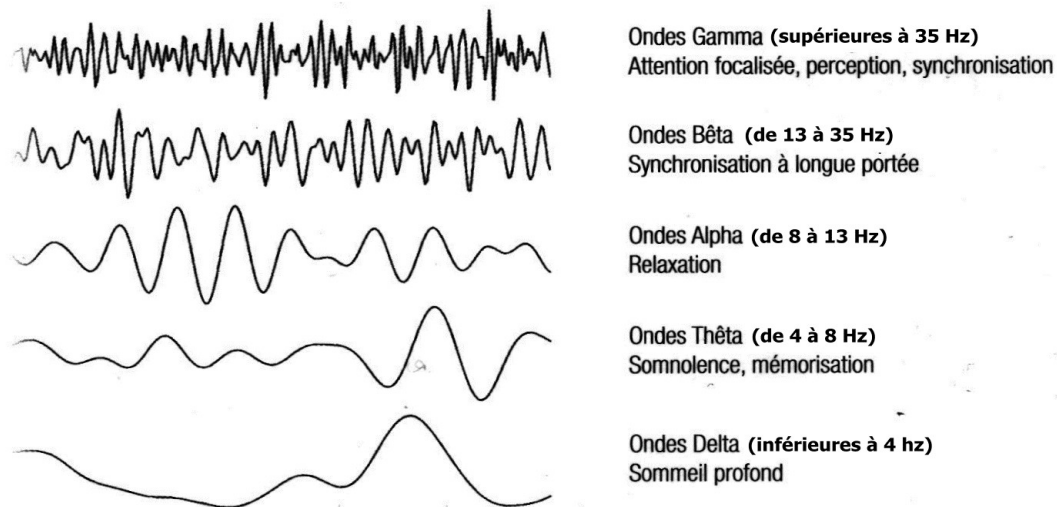 Ondes Gamma (supérieures à 35 Hz)
Attention focalisée, perception, synchronisation
Ondes Bêta (de 13 à 35 Hz)
Synchronisation à longue portée
Ondes Alpha (de 8 à 13 Hz)
Relaxation
Ondes Thêta (de 4 à 8 Hz)
Somnolence, mémorisation
Ondes Delta (inférieures à 4 hz)
Sommeil profond